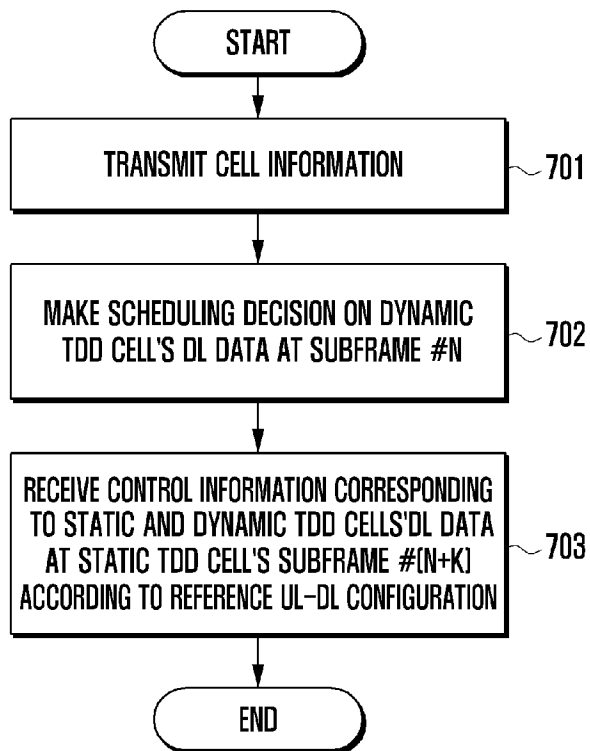 START
TRANSMIT CELL INFORMATION
701
MAKE SCHEDULING DECISION ON DYNAMIC
TDD CELL'S DL DATA AT SUBFRAME #N
702
RECEIVE CONTROL INFORMATION CORRESPONDING
TO STATIC AND DYNAMIC TDD CELLS'DL DATA
AT STATIC TDD CELL'S SUBFRAME #(N+K)
ACCORDING TO REFERENCE UL-DL CONFIGURATION
703
END